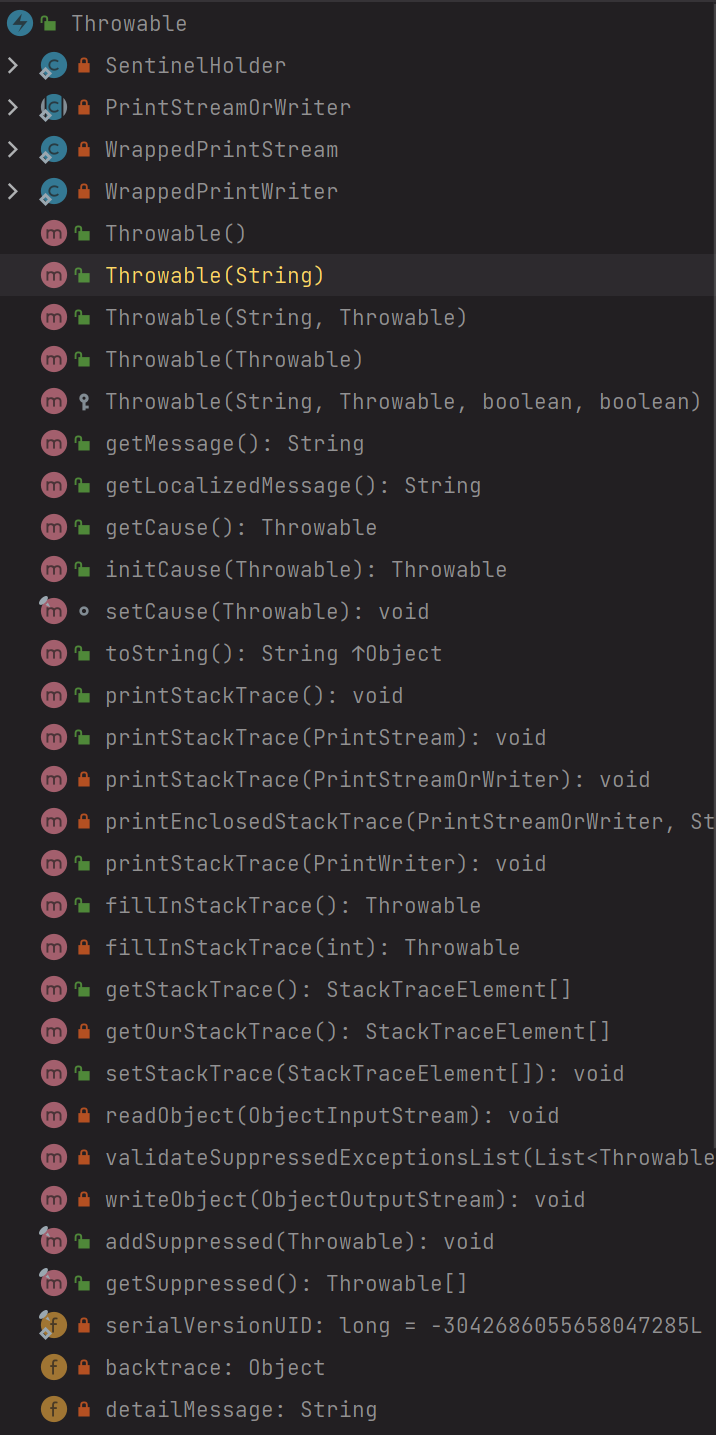 Throwable
SentinelHolder
PrintStreamOrWriter
WrappedPrintStream
WrappedPrintWriter
Throwable()
Throwable(String)
Throwable(String, Throwable)
Throwable(Throwable)
Throwable(String, Throwable, boolean, boolean)
getMessage(): String
getLocalizedMessage(): String
getCause(): Throwable
initCause(Throwable): Throwable
setCause(Throwable): void
toString(): String ↑Object
printStackTrace(): void
printStackTrace(PrintStream): void
printStackTrace(PrintStreamOrWriter): void
printEnclosedStackTrace(PrintStreamOrWriter, St
printStackTrace(PrintWriter): void
fillInStackTrace(): Throwable
fillInStackTrace(int): Throwable
getStackTrace(): StackTraceElement[]
getOurStackTrace(): StackTraceElement[]
setStackTrace(StackTraceElement[]): void
readObject(ObjectInputStream): void
validateSuppressedExceptionsList(List<Throwable
writeObject(ObjectOutputStream): void
addSuppressed(Throwable): void
getSuppressed(): Throwable[]
serialVersionUID: long = -3042686055658047285L
backtrace: Object
detailMessage: String